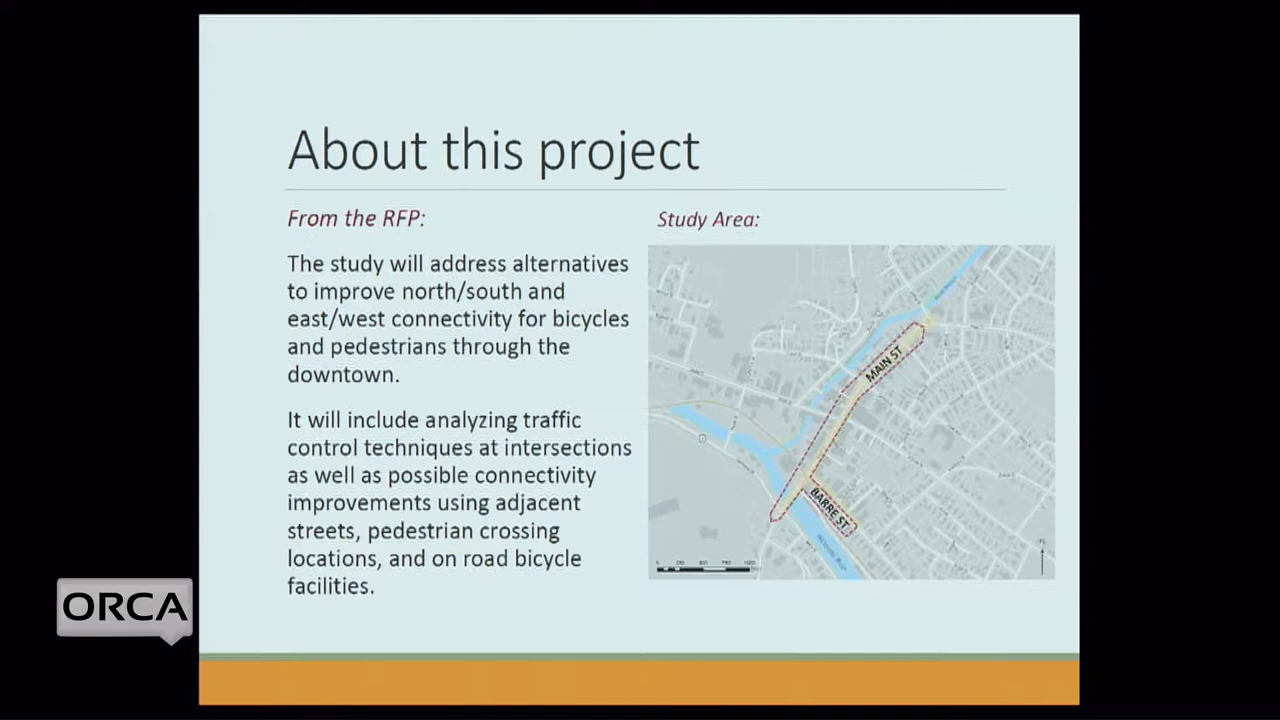 About this project
From the RFP:
The study will address alternatives
to improve north/south and
east/west connectivity for bicycles
and pedestrians through the
downtown.
It will include analyzing traffic
control techniques at intersections
as well as possible connectivity
improvements using adjacent
streets, pedestrian crossing
locations, and on road bicycle
facilities.
Study Area:
MAIN ST
BARRE ST
ORCA